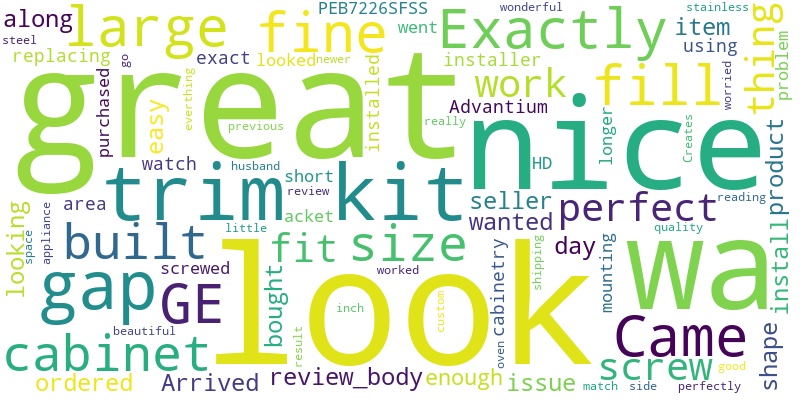 PEB7226SFSS
wonderful
stainless
along
large
fine
Exactly
item
thing
problem
steel
went
using
replacing
exact
looked
newer
installer
great
go
work
fill
worried
purchased
easy
everything
installed
Advantium
nice
longer
Creates
previous
really
watch
husband
short
HD
product
trim
kit
review
seller
perfect
reading
area
acket
wanted
quality
looking
space
appliance
built
little
fit
size
day
mounting
install
gap
screwed
bought
look
worked
cabinetry
shipping
wa
GE
inch
custom
Came
shape
beautiful
cabinet
result
oven
screw
good
ordered
Arrived
review_body
enough
issue
match
side
perfectly